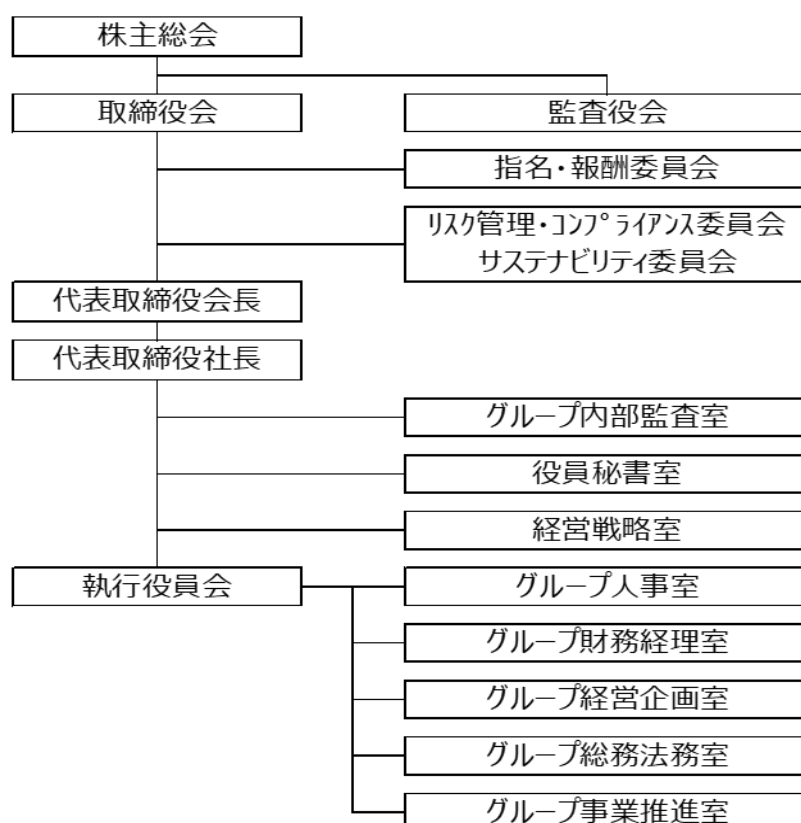 株主総会
取締役会
監査役会
指名・報酬委員会
リスク管理・コンプライアンス委員会
サステナビリティ委員会
代表取締役会長
代表取締役社長
グループ内部監査室
役員秘書室
経営戦略室
執行役員会
グループ人事室
グループ財務経理室
グループ経営企画室
グループ総務法務室
グループ事業推進室